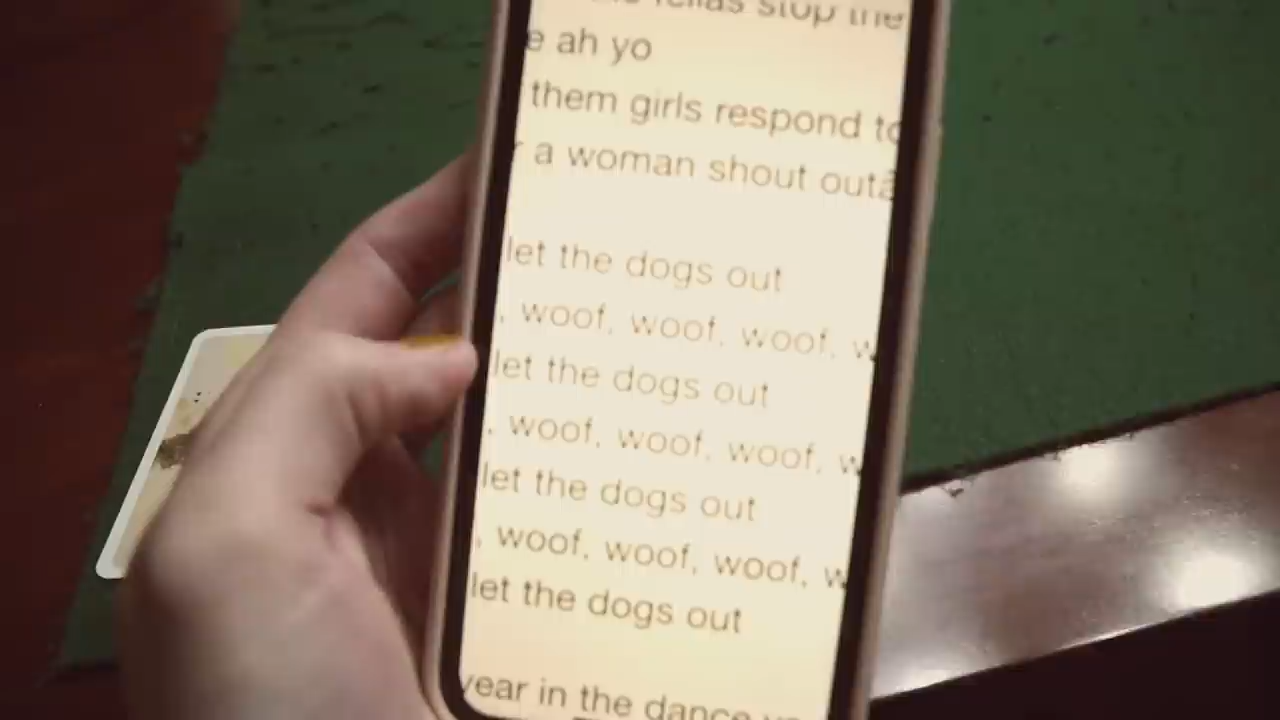 fellas stop the
e ah yo
them girls respond to
r a woman shout out
let the dogs out
, woof, woof, woof, w
let the dogs out
, woof, woof, woof, w
let the dogs out
, woof, woof, woof, w
let the dogs out
year in the dance